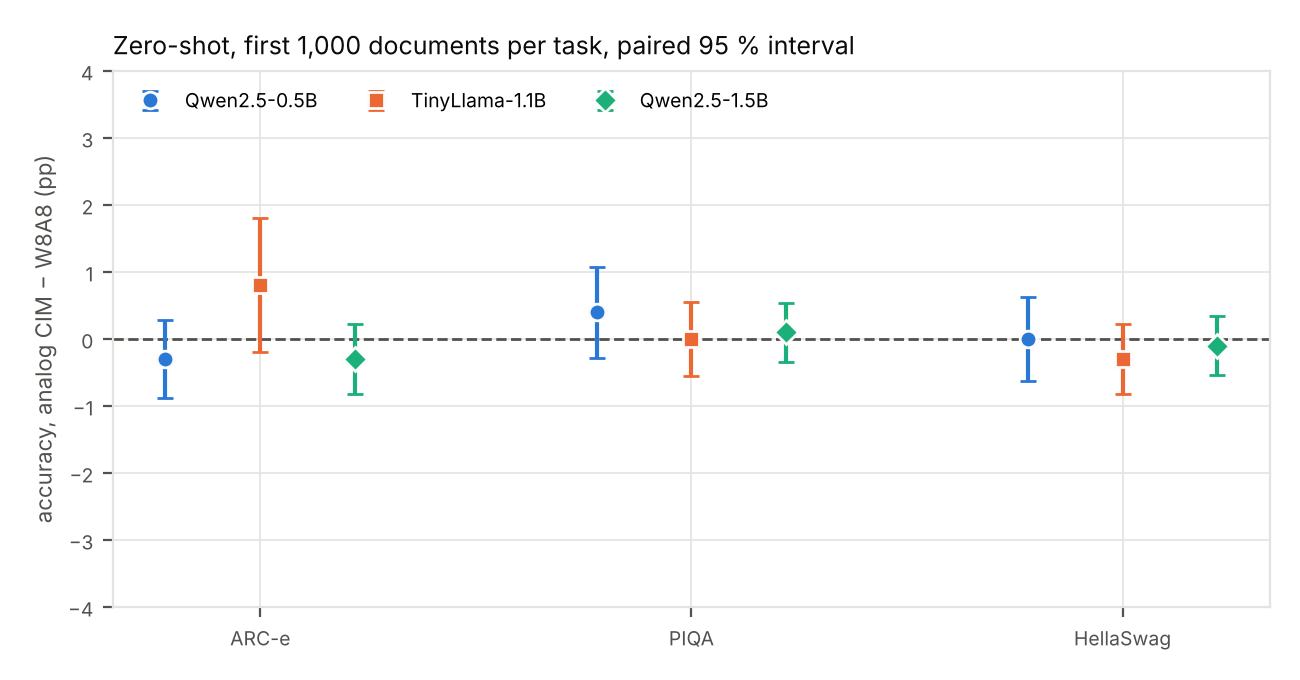 Zero-shot, first 1,000 documents per task, paired 95 % interval
Qwen2.5-0.5B
TinyLlama-1.1B
Qwen2.5-1.5B
accuracy, analog CIM − W8A8 (pp)
4
3
2
1
0
−1
−2
−3
−4
ARC-e
PIQA
HellaSwag